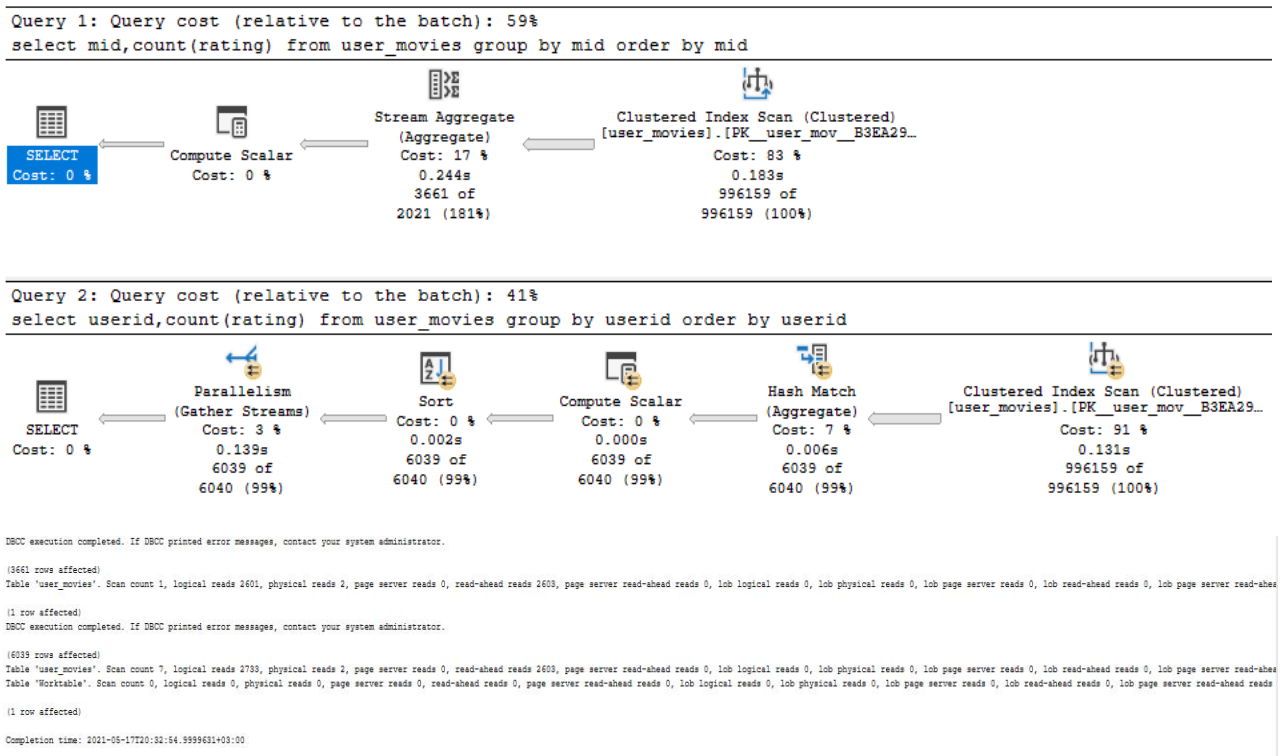 Query 1: Query cost (relative to the batch): 59%
select mid,count(rating) from user_movies group by mid order by mid
SELECT
Cost: 0 %
Compute Scalar
Cost: 0 %
Stream Aggregate
(Aggregate)
Cost: 17 %
0.244s
3661 of
2021 (181%)
Clustered Index Scan (Clustered)
[user_movies].[PK__user_mov__B3EA29…
Cost: 83 %
0.183s
996159 of
996159 (100%)
Query 2: Query cost (relative to the batch): 41%
select userid,count(rating) from user_movies group by userid order by userid
SELECT
Cost: 0 %
Parallelism
(Gather Streams)
Cost: 3 %
0.139s
6039 of
6040 (99%)
Sort
Cost: 0 %
0.002s
6039 of
6040 (99%)
Compute Scalar
Cost: 0 %
0.000s
6039 of
6040 (99%)
Hash Match
(Aggregate)
Cost: 7 %
0.006s
6039 of
6040 (99%)
Clustered Index Scan (Clustered)
[user_movies].[PK__user_mov__B3EA29…
Cost: 91 %
0.131s
996159 of
996159 (100%)
DBCC execution completed. If DBCC printed error messages, contact your system administrator.
(3661 rows affected)
Table 'user_movies'. Scan count 1, logical reads 2601, physical reads 2, page server reads 0, read-ahead reads 2603, page server read-ahead reads 0, lob logical reads 0, lob physical reads 0, lob page server reads 0, lob read-ahead reads 0, lob page server read-ahea
(1 row affected)
DBCC execution completed. If DBCC printed error messages, contact your system administrator.
(6039 rows affected)
Table 'user_movies'. Scan count 7, logical reads 2733, physical reads 2, page server reads 0, read-ahead reads 2603, page server read-ahead reads 0, lob logical reads 0, lob physical reads 0, lob page server reads 0, lob read-ahead reads 0, lob page server read-ahea
Table 'Worktable'. Scan count 0, logical reads 0, physical reads 0, page server reads 0, read-ahead reads 0, page server read-ahead reads 0, lob logical reads 0, lob physical reads 0, lob page server reads 0, lob read-ahead reads 0, lob page server read-ahead reads
(1 row affected)
Completion time: 2021-05-17T20:32:54.9999631+03:00